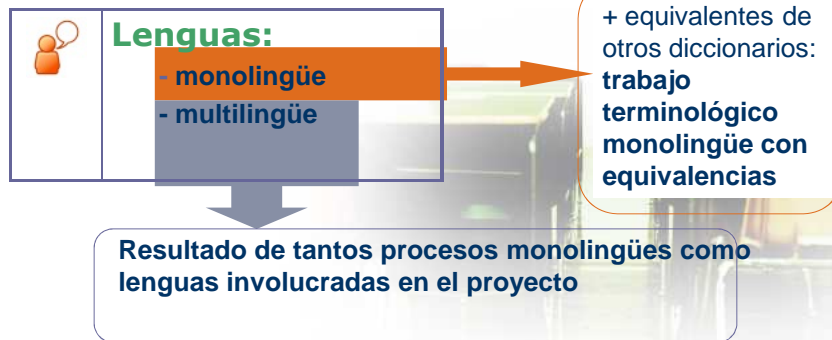 Lenguas:
- monolingüe
- multilingüe
+ equivalentes de
otros diccionarios:
trabajo
terminológico
monolingüe con
equivalencias
Resultado de tantos procesos monolingües como
lenguas involucradas en el proyecto